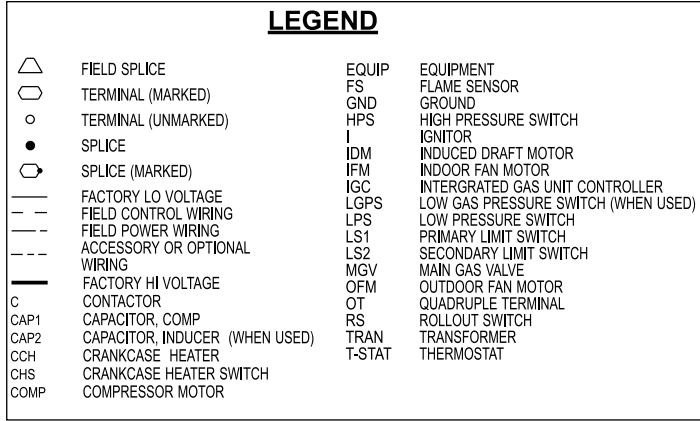 LEGEND
FIELD SPLICE
TERMINAL (MARKED)
TERMINAL (UNMARKED)
SPLICE
SPLICE (MARKED)
FACTORY LO VOLTAGE
FIELD CONTROL WIRING
FIELD POWER WIRING
ACCESSORY OR OPTIONAL
WIRING
FACTORY HI VOLTAGE
C CONTACTOR
CAP1 CAPACITOR, COMP
CAP2 CAPACITOR, INDUCER (WHEN USED)
CCH CRANKCASE HEATER
CHS CRANKCASE HEATER SWITCH
COMP COMPRESSOR MOTOR
EQUIP EQUIPMENT
FS FLAME SENSOR
GND GROUND
HPS HIGH PRESSURE SWITCH
I IGNITOR
IDM INDUCED DRAFT MOTOR
IFM INDOOR FAN MOTOR
IGC INTERGRATED GAS UNIT CONTROLLER
LGPS LOW GAS PRESSURE SWITCH (WHEN USED)
LPS LOW PRESSURE SWITCH
LS1 PRIMARY LIMIT SWITCH
LS2 SECONDARY LIMIT SWITCH
MGV MAIN GAS VALVE
OFM OUTDOOR FAN MOTOR
OT QUADRUPLE TERMINAL
RS ROLLOUT SWITCH
TRAN TRANSFORMER
T-STAT THERMOSTAT